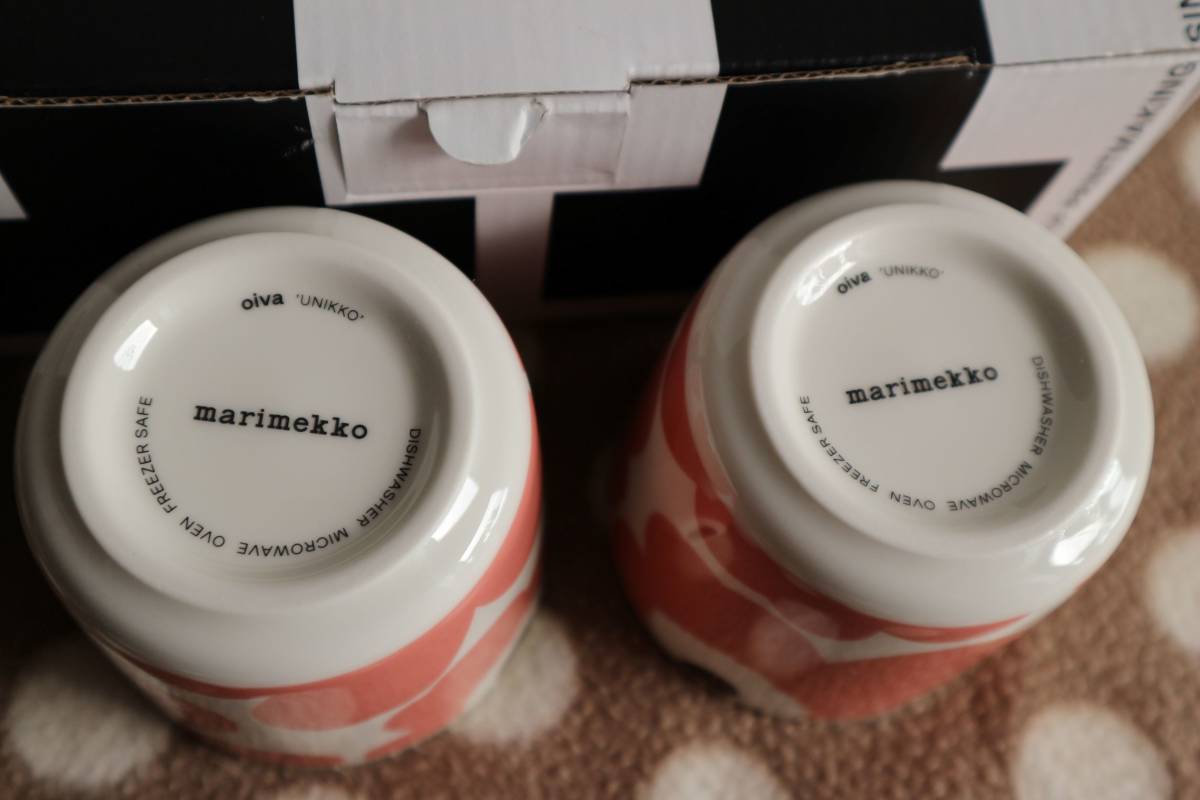 oiva 'UNIKKO'
marimekko
DISHWASHER MICROWAVE OVEN FREEZER SAFE
oiva 'UNIKKO'
marimekko
DISHWASHER MICROWAVE OVEN FREEZER SAFE